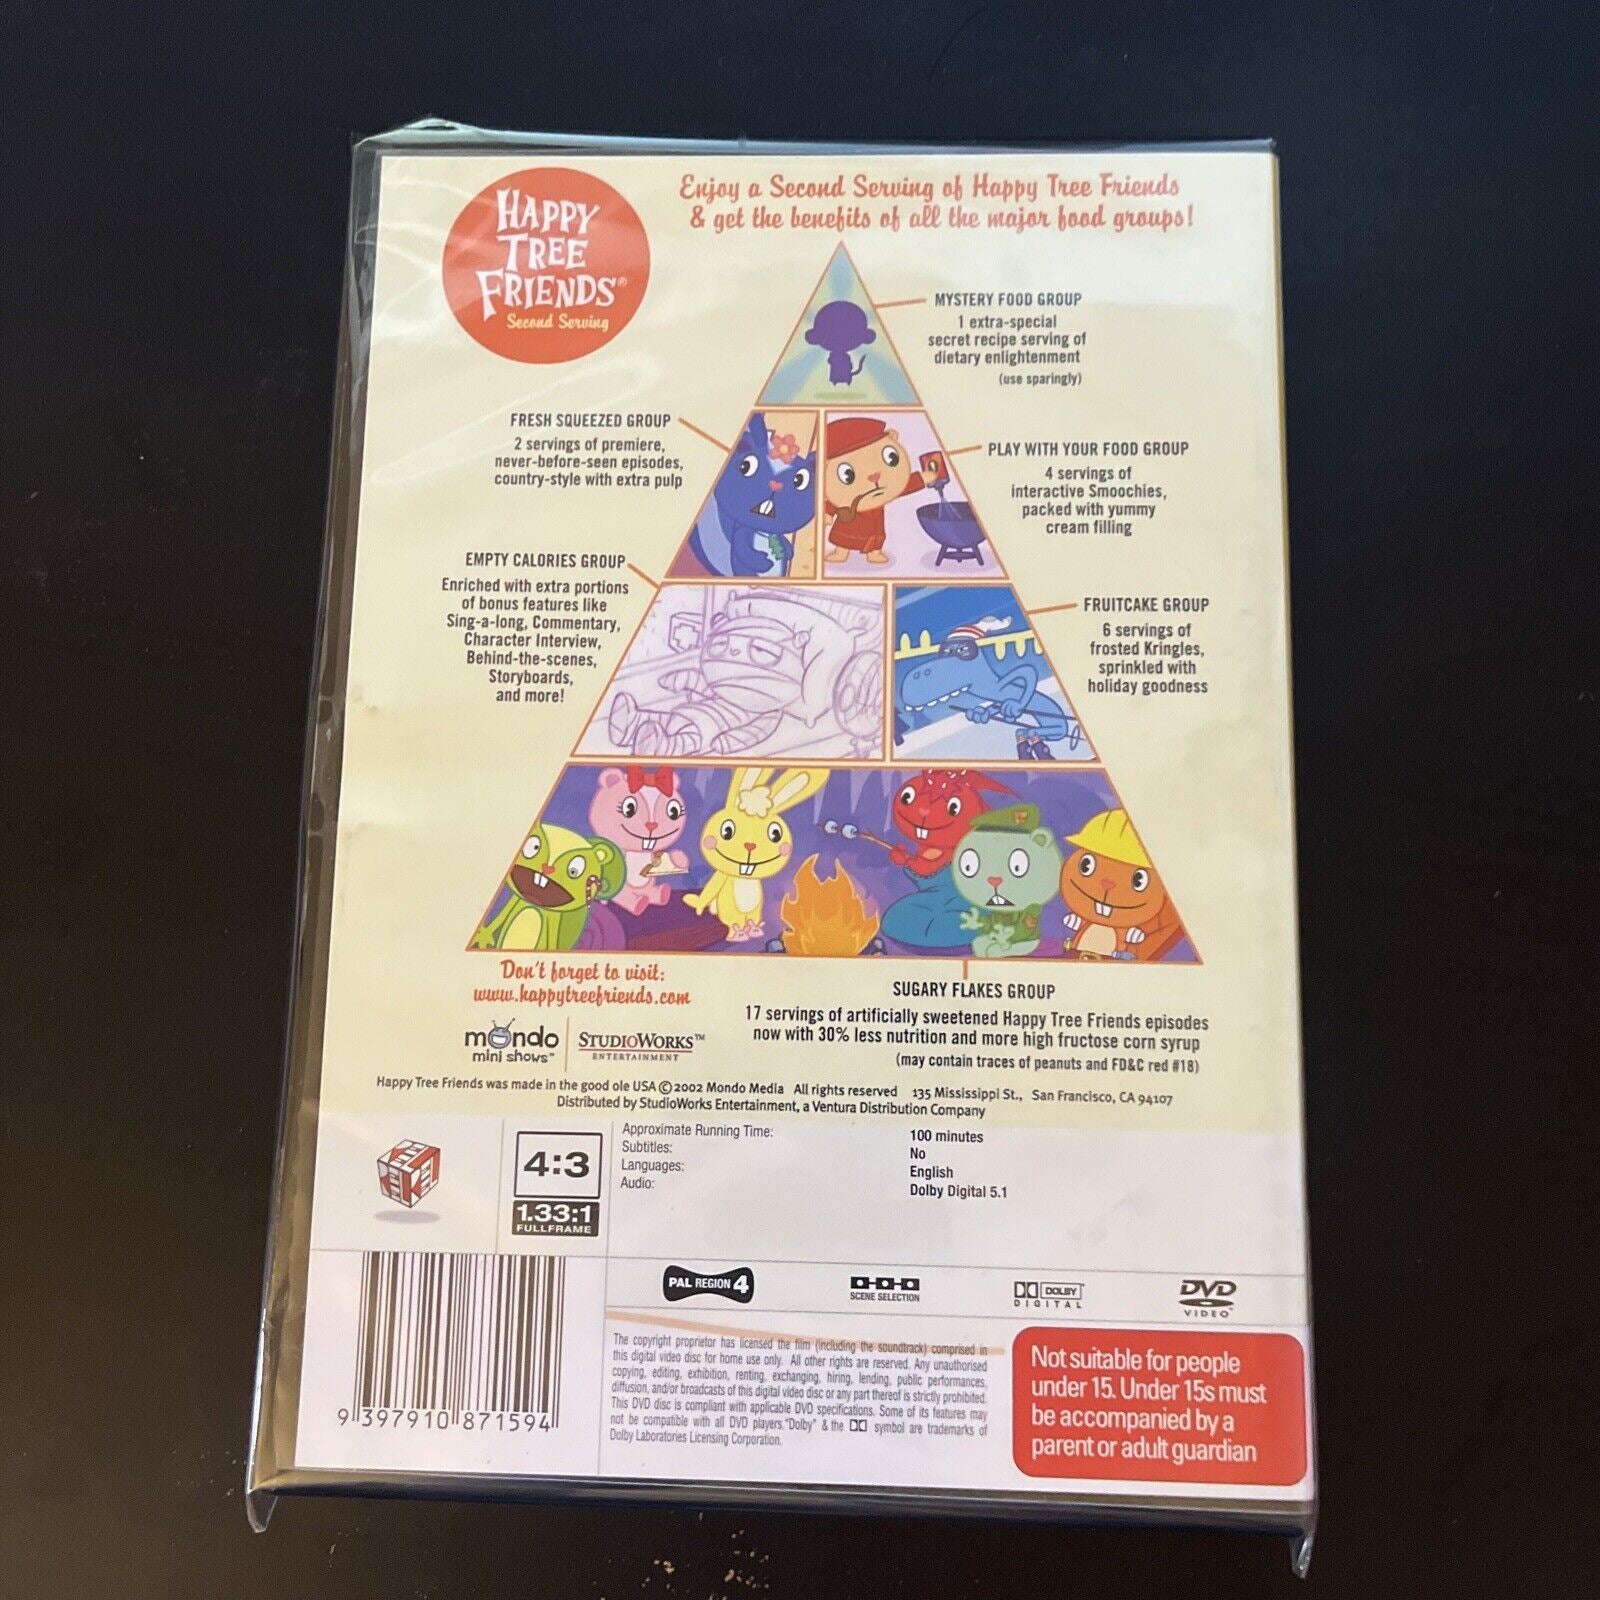 HAPPY
TREE
FRIENDS®
Second Serving
Enjoy a Second Serving of Happy Tree Friends
& get the benefits of all the major food groups!
MYSTERY FOOD GROUP
1 extra-special
secret recipe serving of
dietary enlightenment
(use sparingly)
FRESH SQUEEZED GROUP
2 servings of premiere,
never-before-seen episodes,
country-style with extra pulp
PLAY WITH YOUR FOOD GROUP
4 servings of
interactive Smoochies,
packed with yummy
cream filling
EMPTY CALORIES GROUP
Enriched with extra portions
of bonus features like
Sing-a-long, Commentary,
Character Interview,
Behind-the-scenes,
Storyboards,
and more!
FRUITCAKE GROUP
6 servings of
frosted Kringles,
sprinkled with
holiday goodness
Don't forget to visit:
www.happytreefriends.com
SUGARY FLAKES GROUP
17 servings of artificially sweetened Happy Tree Friends episodes
now with 30% less nutrition and more high fructose corn syrup
(may contain traces of peanuts and FD&C red #18)
mondo
mini shows™
STUDIOWORKS™
ENTERTAINMENT
Happy Tree Friends was made in the good ole USA © 2002 Mondo Media All rights reserved 135 Mississippi St., San Francisco, CA 94107
Distributed by StudioWorks Entertainment, a Ventura Distribution Company
4:3
1.33:1
FULLFRAME
Approximate Running Time: 100 minutes
Subtitles: No
Languages: English
Audio: Dolby Digital 5.1
PAL REGION 4
SCENE SELECTION
DOLBY
DIGITAL
DVD
VIDEO
9 397910 871594
The copyright proprietor has licensed the film (including the soundtrack) comprised in
this digital video disc for home use only. All other rights are reserved. Any unauthorised
copying, editing, exhibition, renting, exchanging, hiring, lending, public performances,
diffusion, and/or broadcasts of this digital video disc or any part thereof is strictly prohibited.
This DVD disc is compliant with applicable DVD specifications. Some of its features may
not be compatible with all DVD players. "Dolby" & the symbol are trademarks of
Dolby Laboratories Licensing Corporation.
Not suitable for people
under 15. Under 15s must
be accompanied by a
parent or adult guardian